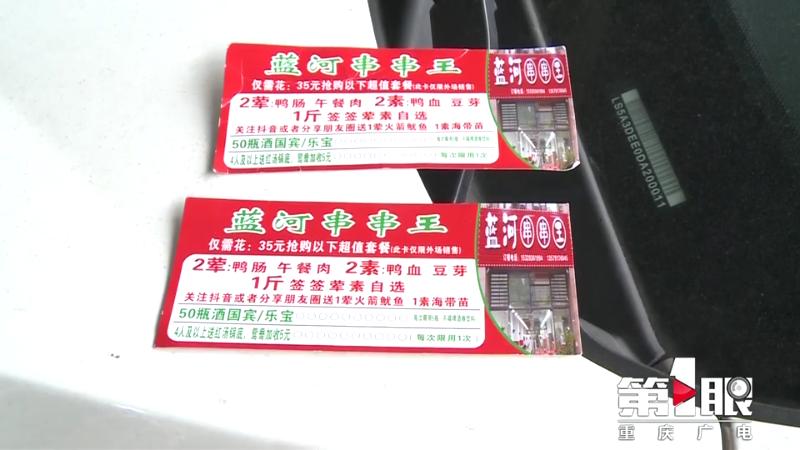 蓝河串串王
仅需花：35元抢购以下超值套餐(此卡仅限外场销售)
2荤:鸭肠 午餐肉 2素:鸭血 豆芽
1斤 签签荤素自选
关注抖音或者分享朋友圈送1荤火箭鱿鱼 1素海带苗
50瓶酒国宾/乐宝
4人及以上送红汤锅底，鸳鸯加收5元
每次限用1次
蓝河串串王
LS5A3DEE0DA200011
蓝河串串王
仅需花：35元抢购以下超值套餐(此卡仅限外场销售)
2荤:鸭肠 午餐肉 2素:鸭血 豆芽
1斤 签签荤素自选
关注抖音或者分享朋友圈送1荤火箭鱿鱼 1素海带苗
50瓶酒国宾/乐宝
4人及以上送红汤锅底，鸳鸯加收5元
每次限用1次
蓝河串串王
第1眼
重庆广电